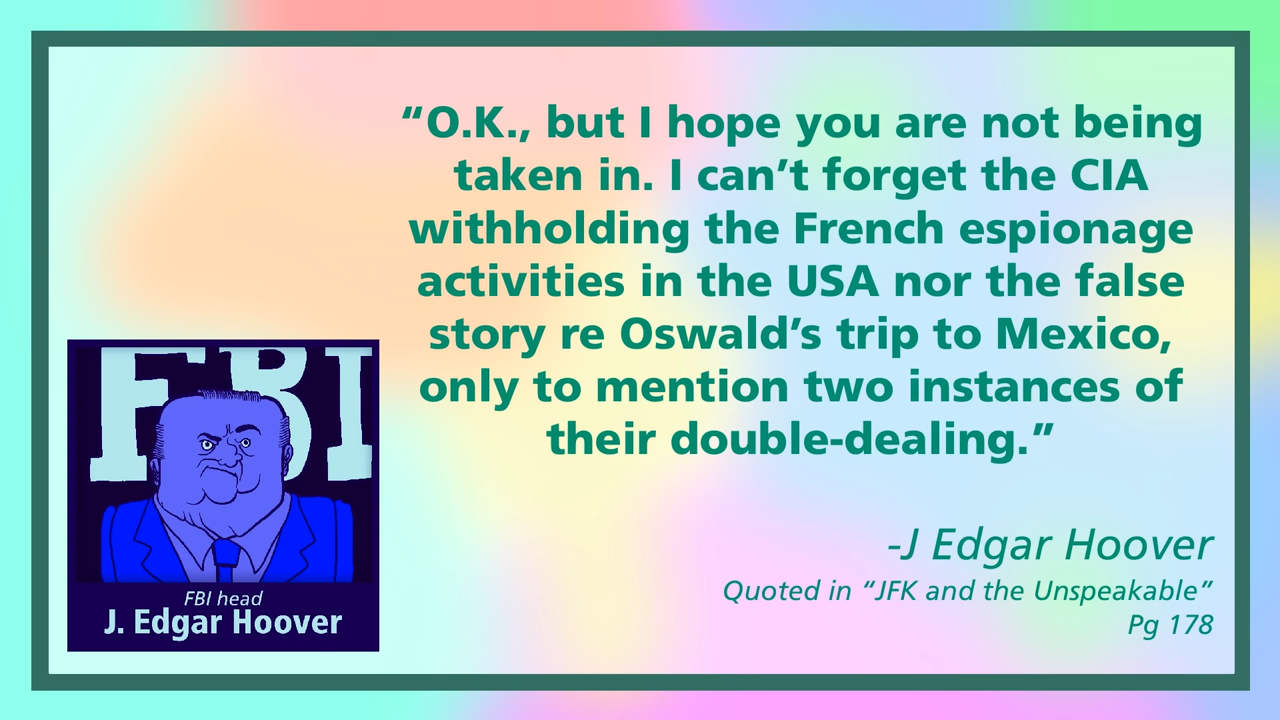 “O.K., but I hope you are not being
taken in. I can’t forget the CIA
withholding the French espionage
activities in the USA nor the false
story re Oswald’s trip to Mexico,
only to mention two instances of
their double-dealing.”
-J Edgar Hoover
Quoted in “JFK and the Unspeakable”
Pg 178
FBI
FBI head
J. Edgar Hoover